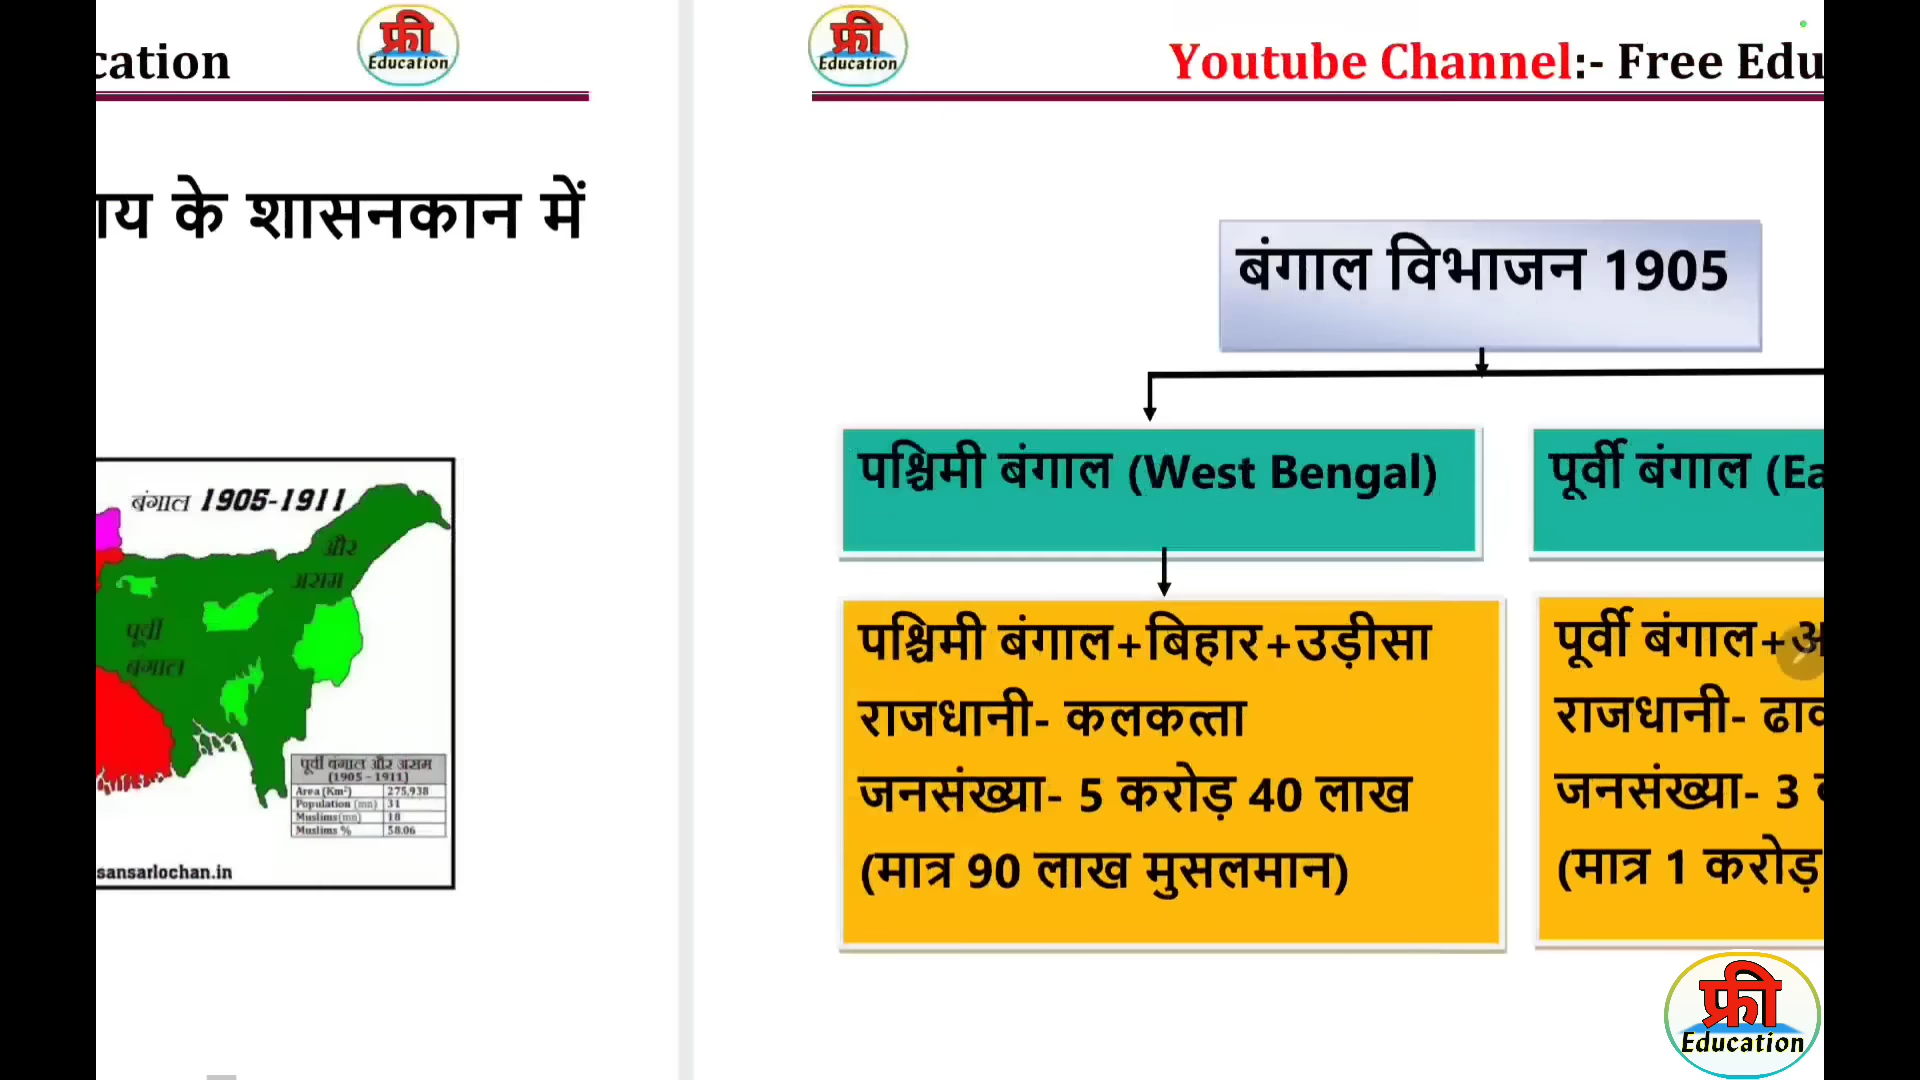 cation
फ्री
Education
के शासनकान में
बंगाल 1905-1911
और
असम
पूर्वी
बंगाल
पूर्वी बंगाल और असम
(1905 - 1911)
Area (Km²) 275,938
Population (mn) 31
Muslims (mn) 18
Muslims % 58.06
sansarlochan.in
फ्री
Education
Youtube Channel:- Free Edu
बंगाल विभाजन 1905
पश्चिमी बंगाल (West Bengal)
पूर्वी बंगाल (Ea
पश्चिमी बंगाल+बिहार+उड़ीसा
राजधानी- कलकत्ता
जनसंख्या- 5 करोड़ 40 लाख
(मात्र 90 लाख मुसलमान)
पूर्वी बंगाल+अ
राजधानी- ढाव
जनसंख्या- 3
(मात्र 1 करोड़
फ्री
Education